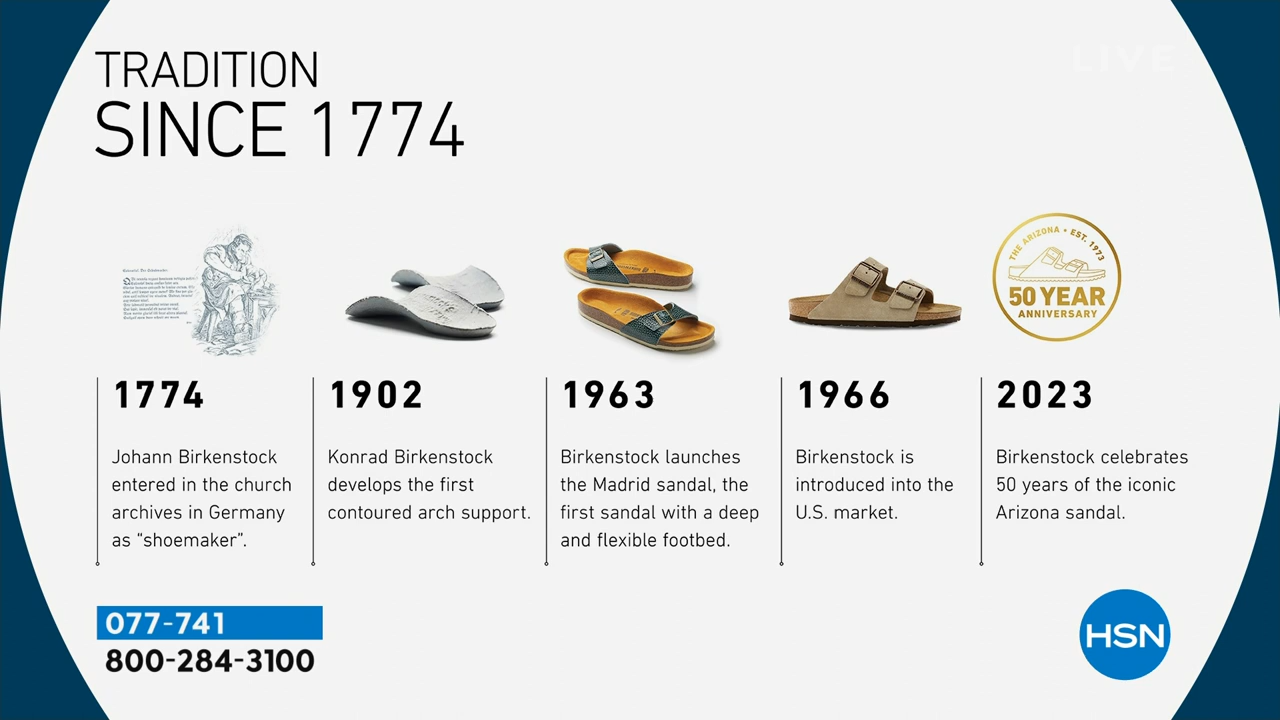 TRADITION
SINCE 1774
LIVE
THE ARIZONA • EST. 1973
50 YEAR
ANNIVERSARY
1774
Johann Birkenstock
entered in the church
archives in Germany
as “shoemaker”.
1902
Konrad Birkenstock
develops the first
contoured arch support.
1963
Birkenstock launches
the Madrid sandal, the
first sandal with a deep
and flexible footbed.
1966
Birkenstock is
introduced into the
U.S. market.
2023
Birkenstock celebrates
50 years of the iconic
Arizona sandal.
077-741
800-284-3100
HSN